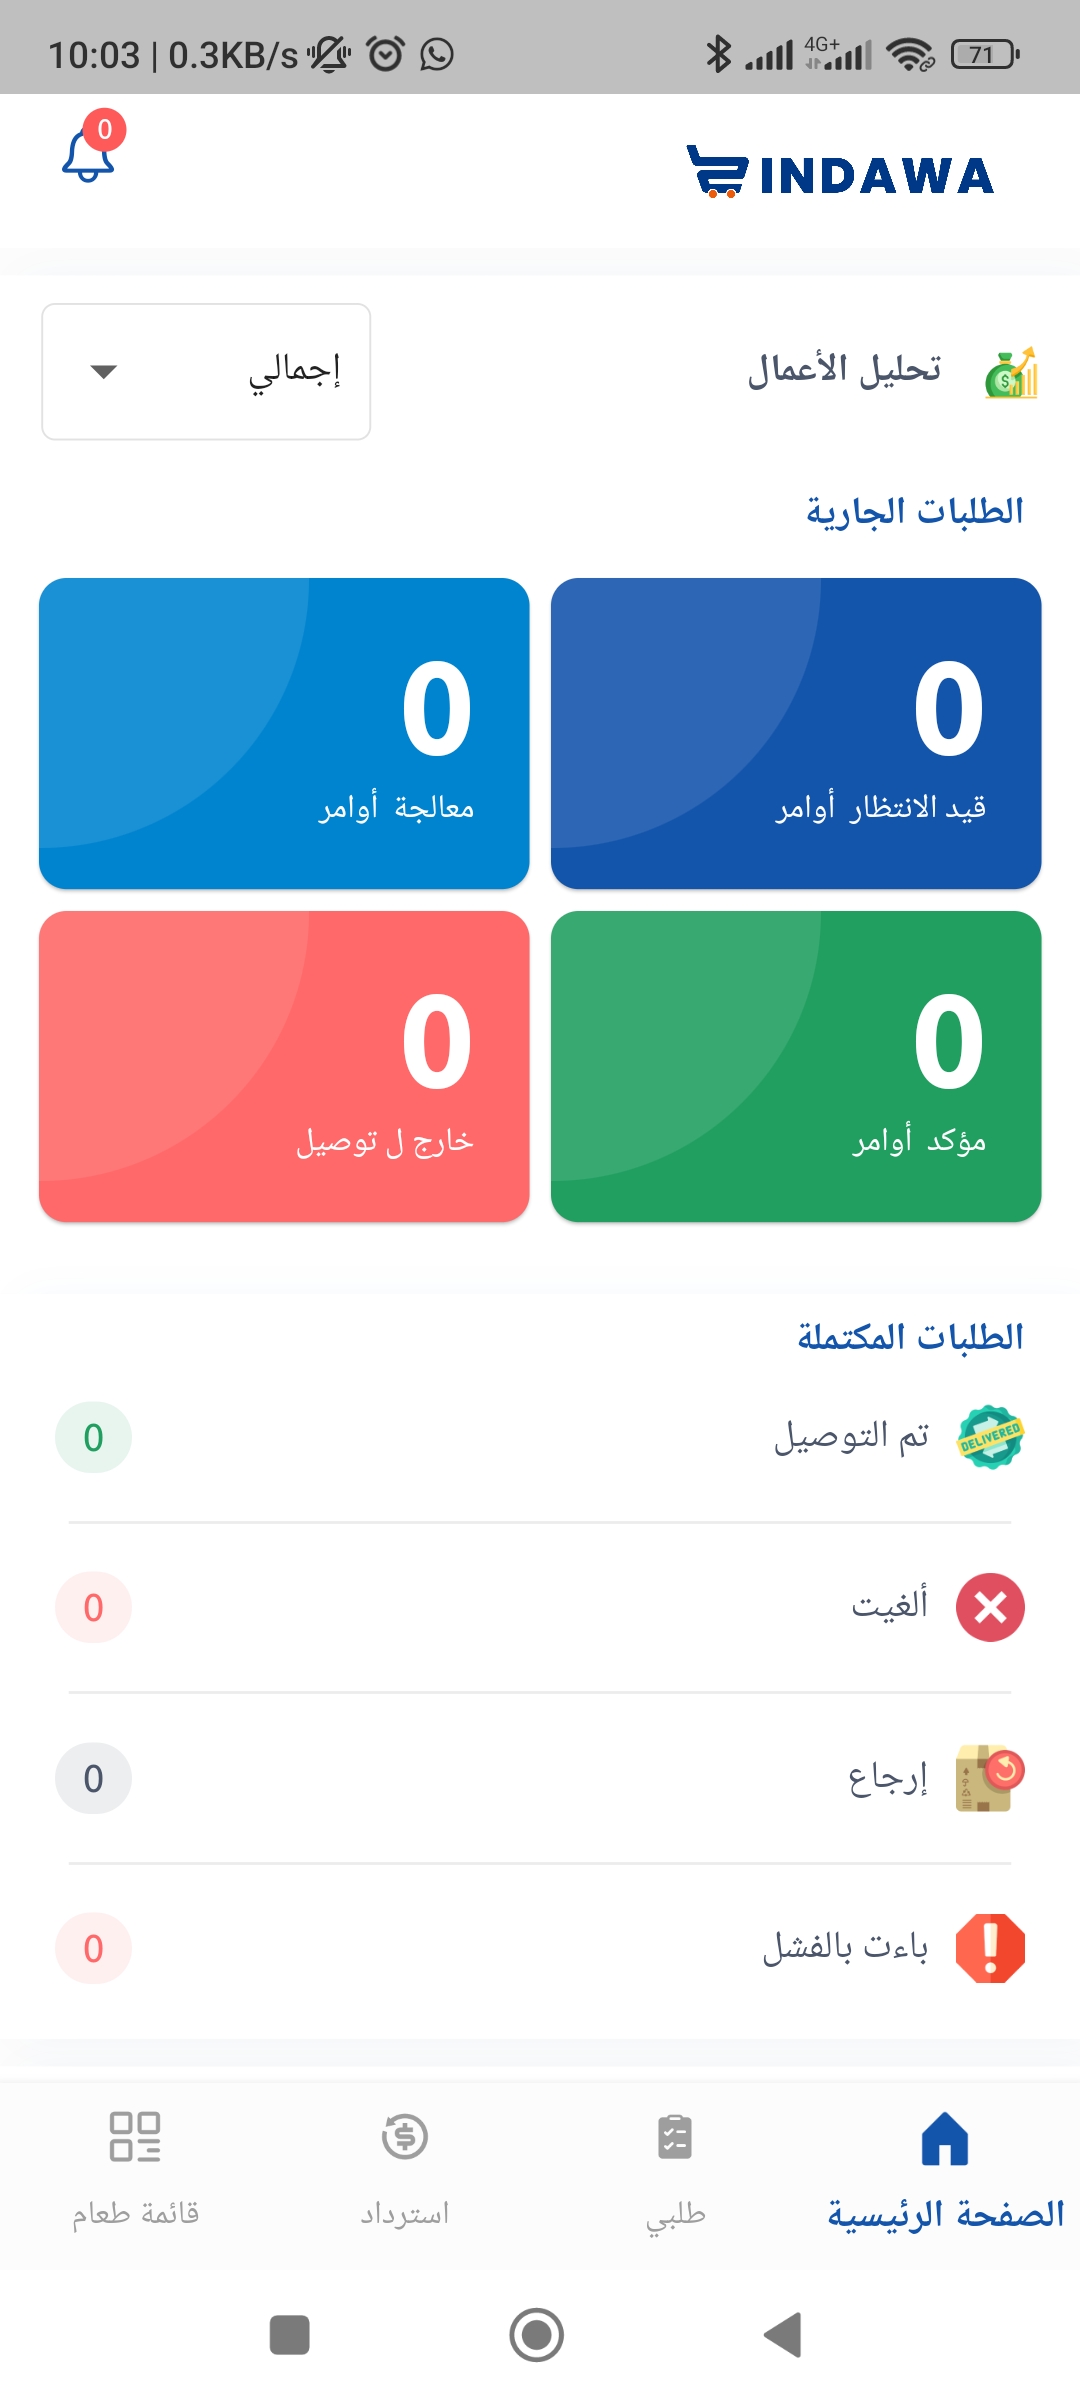 10:03 | 0.3KB/s 4G+ 71
0
INDAWA
تحليل الأعمال
إجمالي
الطلبات الجارية
0
قيد الانتظار أوامر
0
معالجة أوامر
0
مؤكد أوامر
0
خارج ل توصيل
الطلبات المكتملة
DELIVERED
تم التوصيل
0
ألغيت
0
إرجاع
0
باءت بالفشل
0
الصفحة الرئيسية
طلبي
استرداد
قائمة طعام